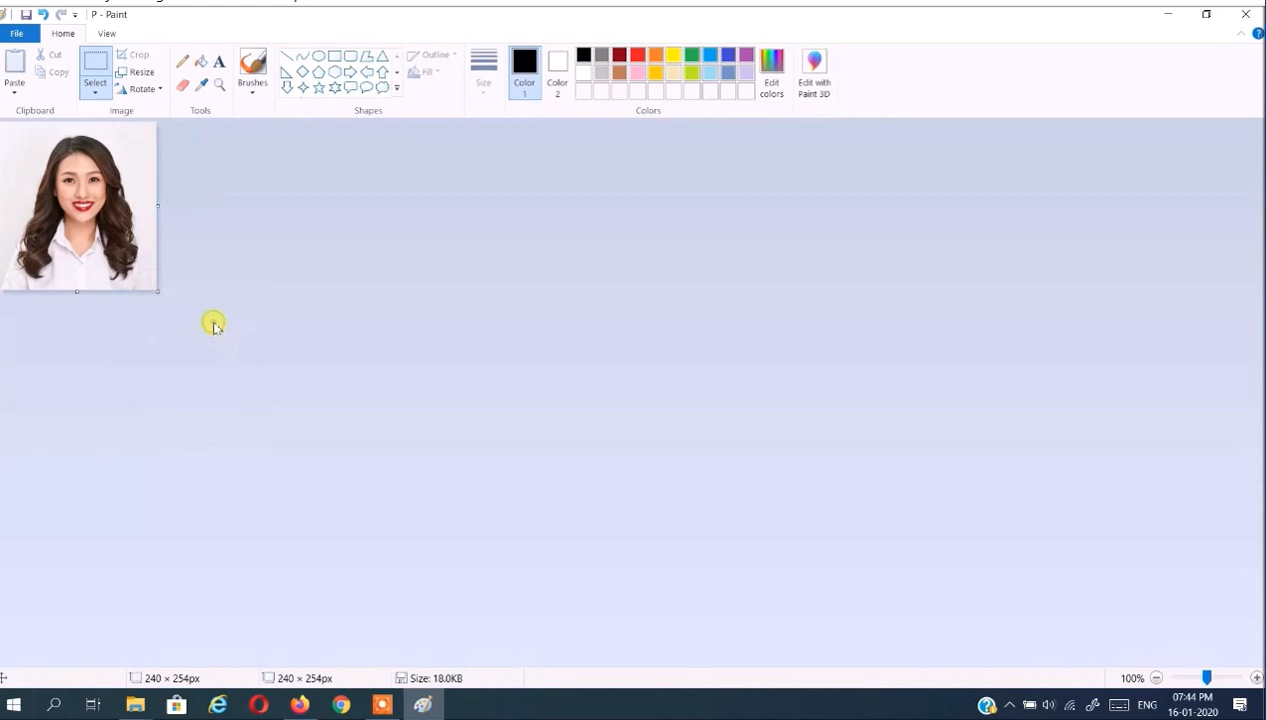 P - Paint
File
Home
View
Paste
Cut
Copy
Clipboard
Select
Crop
Resize
Rotate
Image
A
Tools
Brushes
Shapes
Outline
Fill
Size
Color
1
Color
2
Colors
Edit
colors
Edit with
Paint 3D
240 × 254px
240 × 254px
Size: 18.0KB
100%
ENG
07:44 PM
16-01-2020